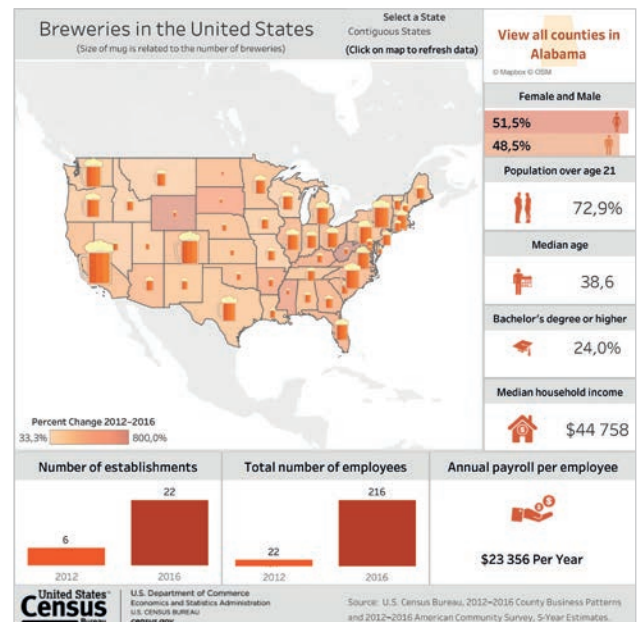 Breweries in the United States
(Size of mug is related to the number of breweries)
Select a State
Contiguous States
(Click on map to refresh data)
View all counties in
Alabama
© Mapbox © OSM
Female and Male
51,5%
48,5%
Population over age 21
72,9%
Median age
38,6
Bachelor's degree or higher
24,0%
Median household income
$44 758
Percent Change 2012–2016
33,3% 800,0%
Number of establishments
6
22
2012 2016
Total number of employees
22
216
2012 2016
Annual payroll per employee
$23 356 Per Year
United States
Census
Bureau
U.S. Department of Commerce
Economics and Statistics Administration
U.S. CENSUS BUREAU
census.gov
Source: U.S. Census Bureau, 2012–2016 County Business Patterns
and 2012–2016 American Community Survey, 5-Year Estimates.